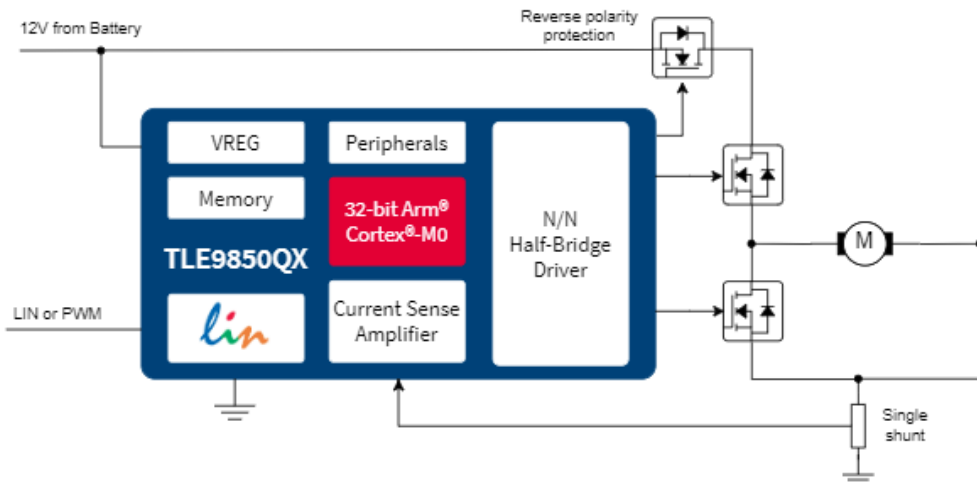 Reverse polarity
protection
12V from Battery
VREG
Peripherals
Memory
32-bit Arm®
Cortex®-M0
N/N
Half-Bridge
Driver
TLE9850QX
M
LIN or PWM
lin
Current Sense
Amplifier
Single
shunt